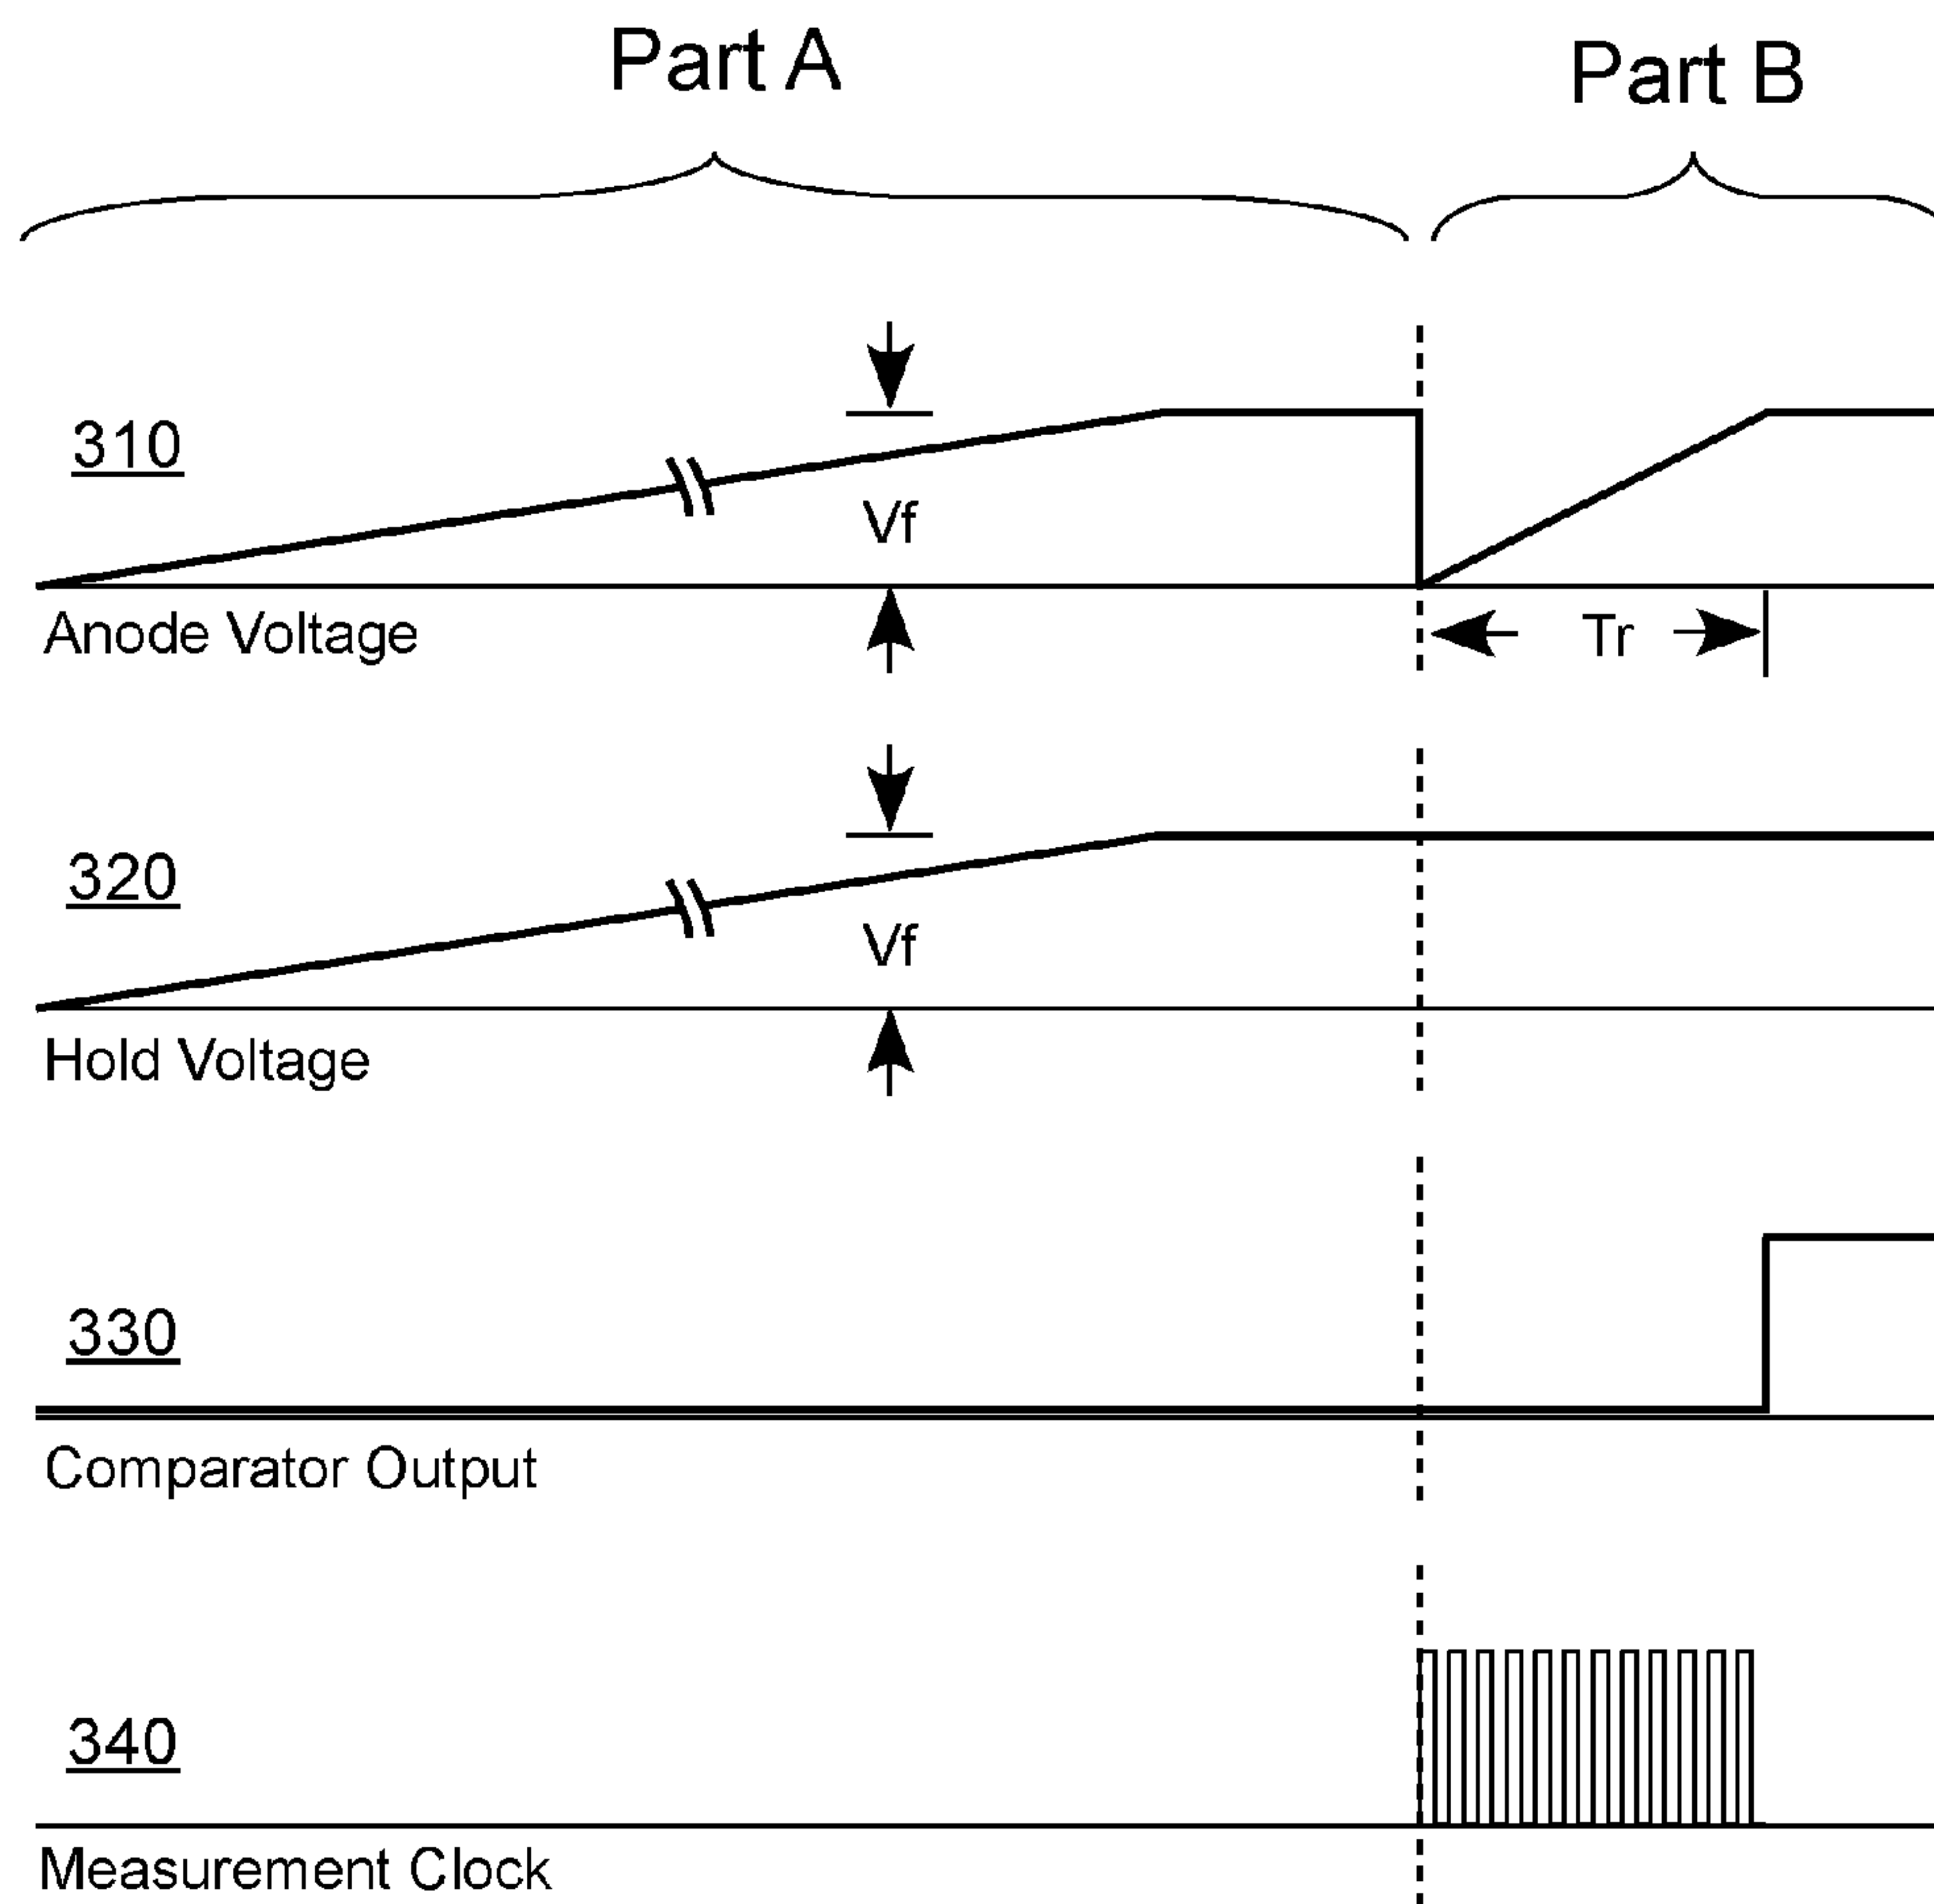 Part A
Part B
310
Vf
Anode Voltage
Tr
320
Vf
Hold Voltage
330
Comparator Output
340
Measurement Clock